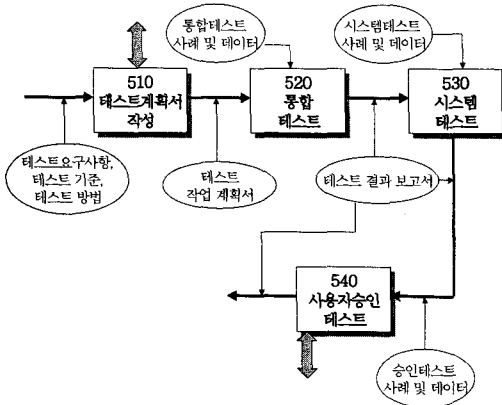 통합테스트
사례 및 데이터
시스템테스트
사례 및 데이터
510
테스트계획서
작성
520
통합
테스트
530
시스템
테스트
테스트요구사항,
테스트 기준,
테스트 방법
테스트
작업 계획서
테스트 결과 보고서
540
사용자승인
테스트
승인테스트
사례 및 데이터